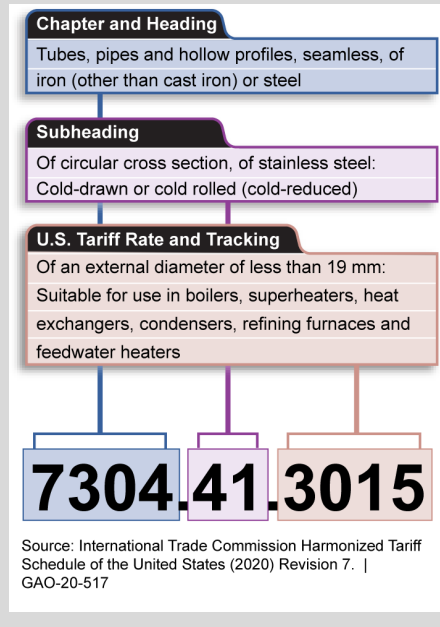 Chapter and Heading
Tubes, pipes and hollow profiles, seamless, of
iron (other than cast iron) or steel
Subheading
Of circular cross section, of stainless steel:
Cold-drawn or cold rolled (cold-reduced)
U.S. Tariff Rate and Tracking
Of an external diameter of less than 19 mm:
Suitable for use in boilers, superheaters, heat
exchangers, condensers, refining furnaces and
feedwater heaters
7304.41.3015
Source: International Trade Commission Harmonized Tariff
Schedule of the United States (2020) Revision 7. |
GAO-20-517